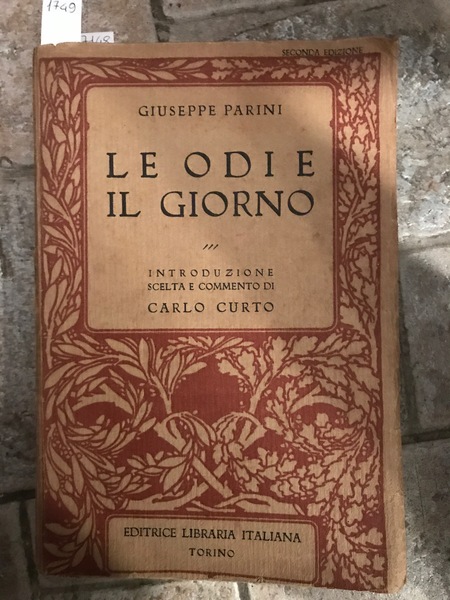 1749
7148
SECONDA EDIZIONE
GIUSEPPE PARINI
LE ODI E
IL GIORNO
INTRODUZIONE
SCELTA E COMMENTO DI
CARLO CURTO
EDITRICE LIBRARIA ITALIANA
TORINO